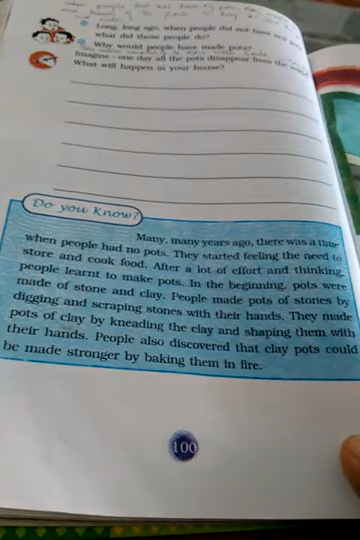 Long, long ago, when people did not have any pots,
what did those people do?
Why would people have made pots?
Imagine - one day all the pots disappear from the
What will happen in your house?
Do you Know?
Many, many years ago, there was a time
when people had no pots. They started feeling the need to
store and cook food. After a lot of effort and thinking,
people learnt to make pots. In the beginning, pots were
made of stone and clay. People made pots of stones by
digging and scraping stones with their hands. They made
pots of clay by kneading the clay and shaping them with
their hands. People also discovered that clay pots could
be made stronger by baking them in fire.
100